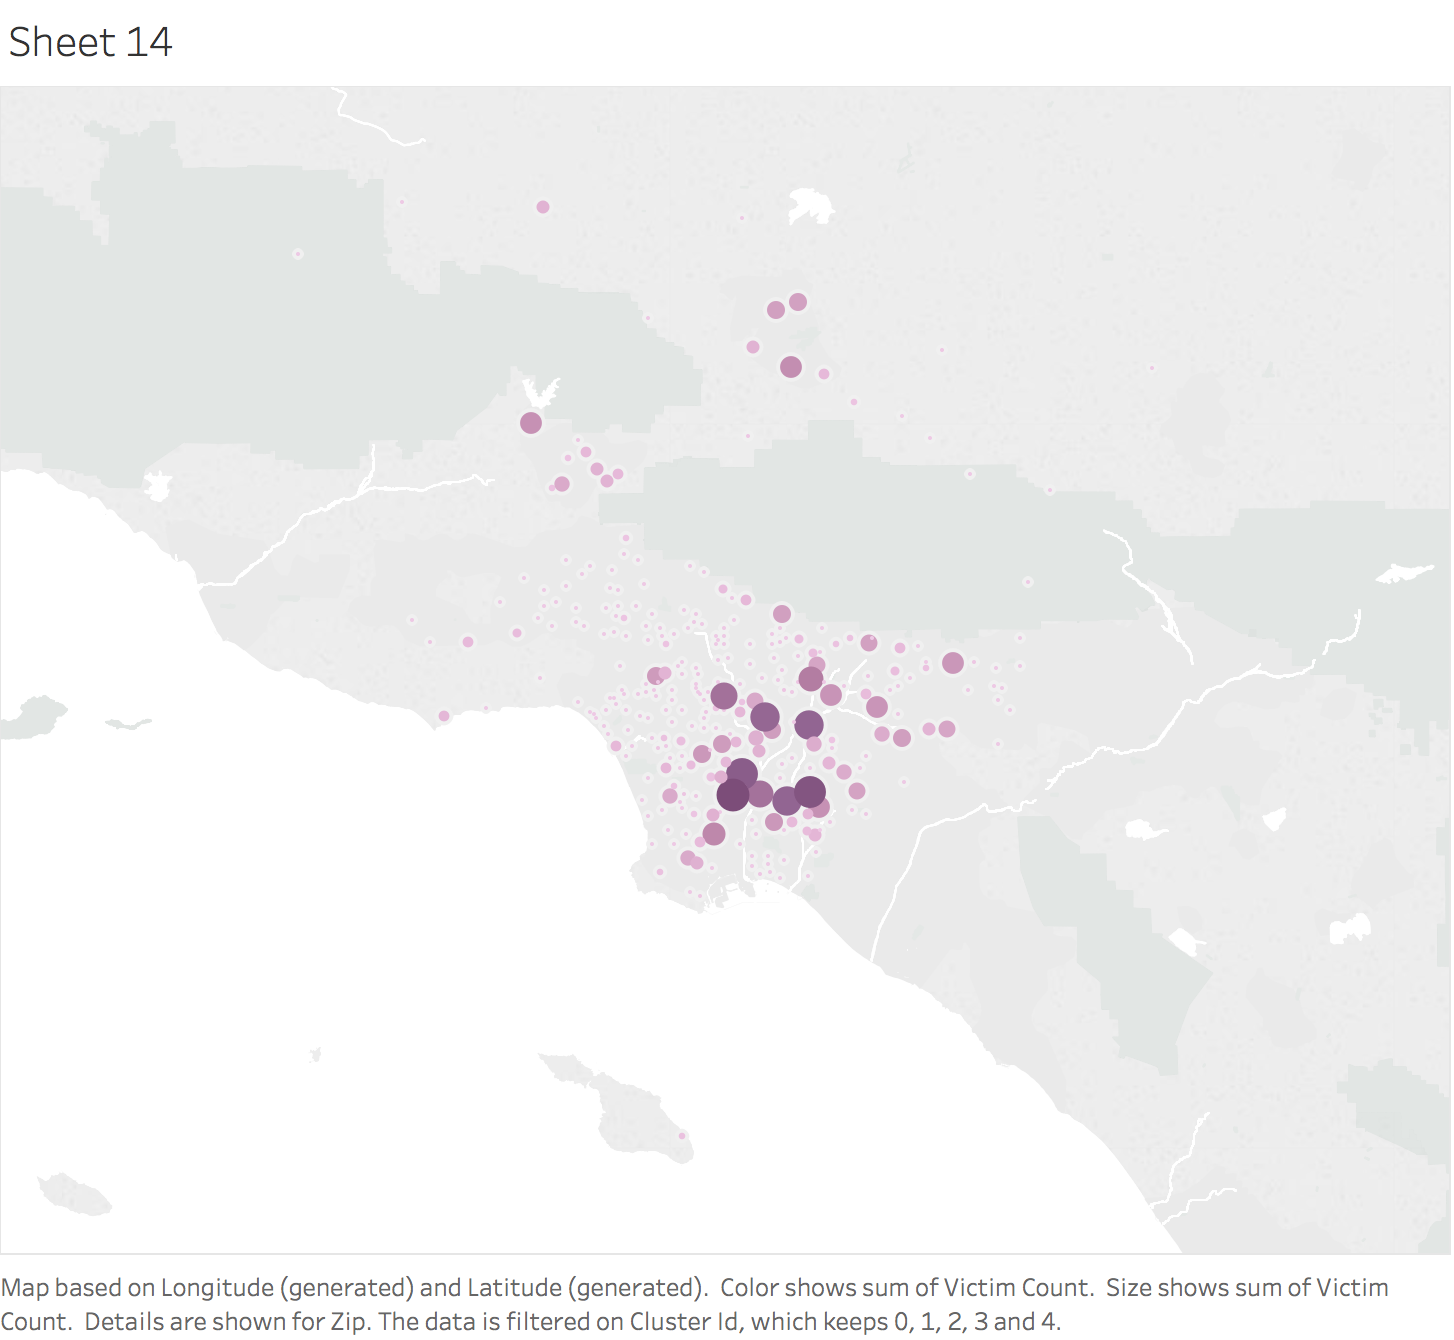 Sheet 14
Map based on Longitude (generated) and Latitude (generated).  Color shows sum of Victim Count.  Size shows sum of Victim
Count.  Details are shown for Zip. The data is filtered on Cluster Id, which keeps 0, 1, 2, 3 and 4.